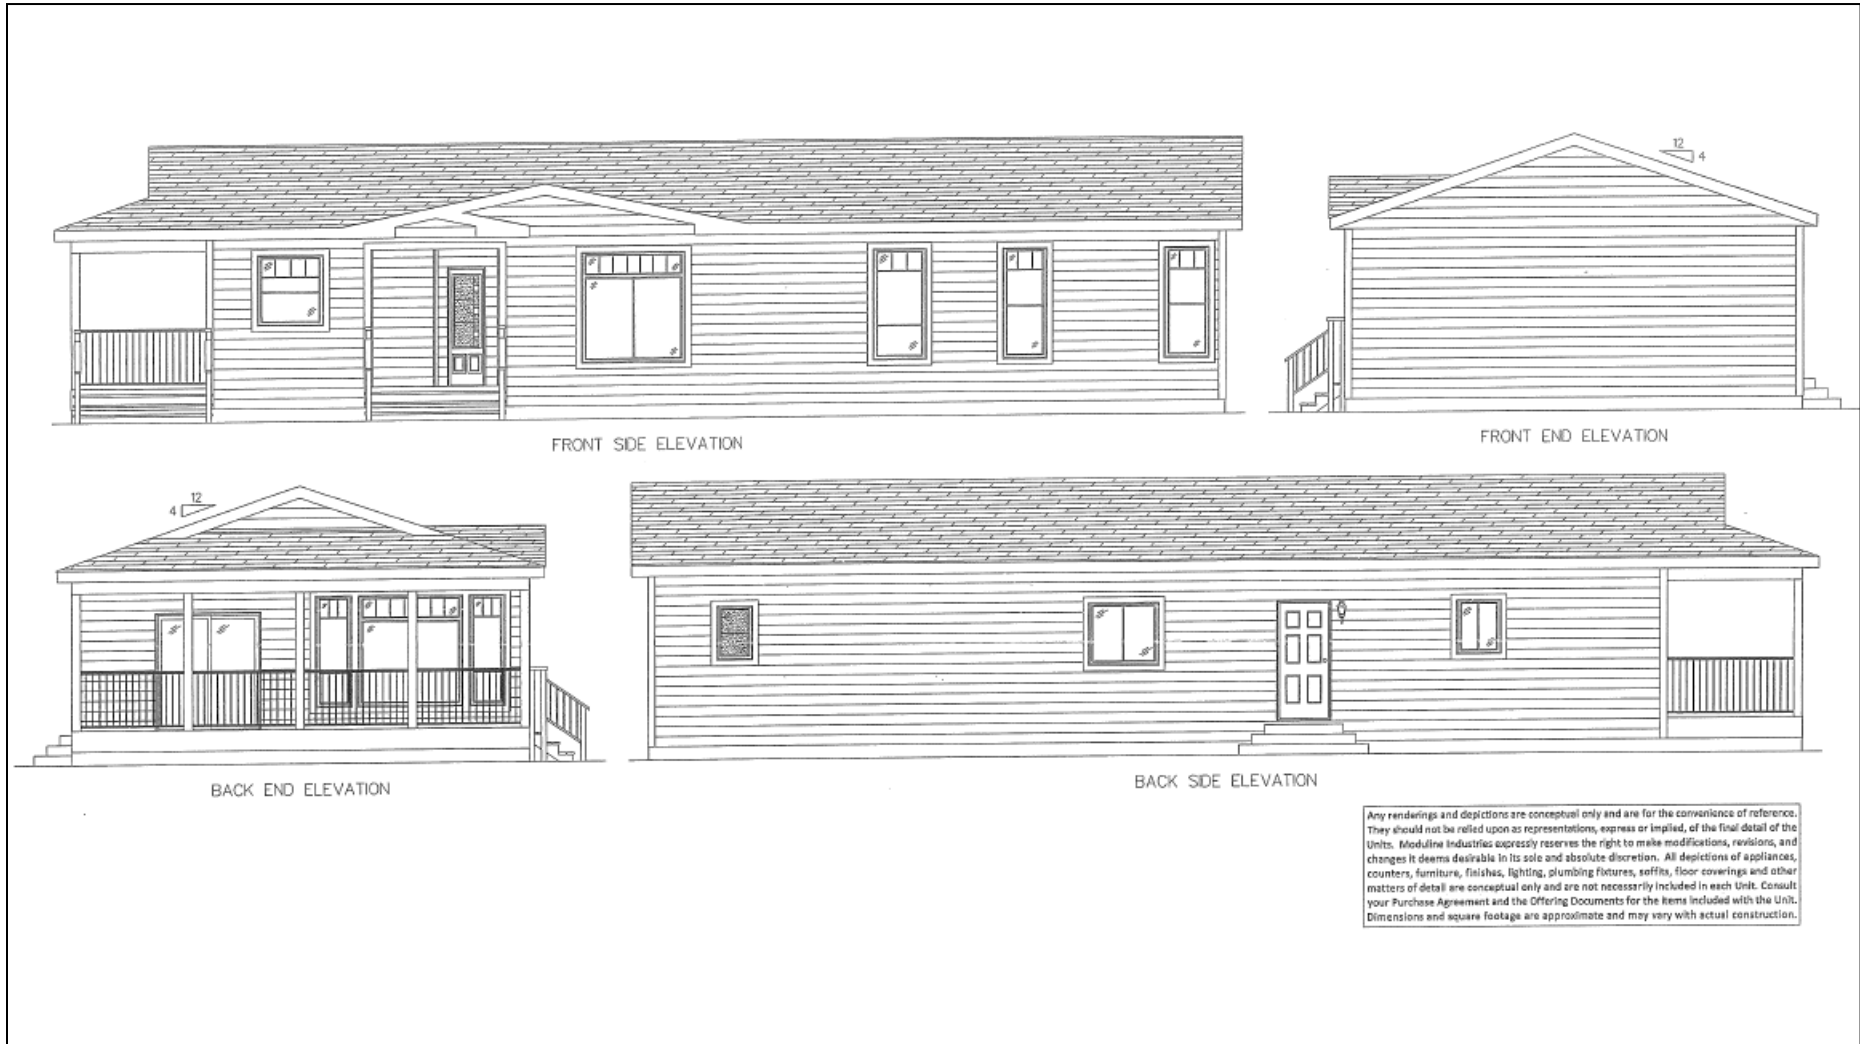 12
4
FRONT SIDE ELEVATION
FRONT END ELEVATION
12
4
BACK END ELEVATION
BACK SIDE ELEVATION
Any renderings and depictions are conceptual only and are for the convenience of reference.
They should not be relied upon as representations, express or implied, of the final detail of the
Units. Moduline Industries expressly reserves the right to make modifications, revisions, and
changes it deems desirable in its sole and absolute discretion. All depictions of appliances,
counters, furniture, finishes, lighting, plumbing fixtures, soffits, floor coverings and other
matters of detail are conceptual only and are not necessarily included in each Unit. Consult
your Purchase Agreement and the Offering Documents for the items included with the Unit.
Dimensions and square footage are approximate and may vary with actual construction.